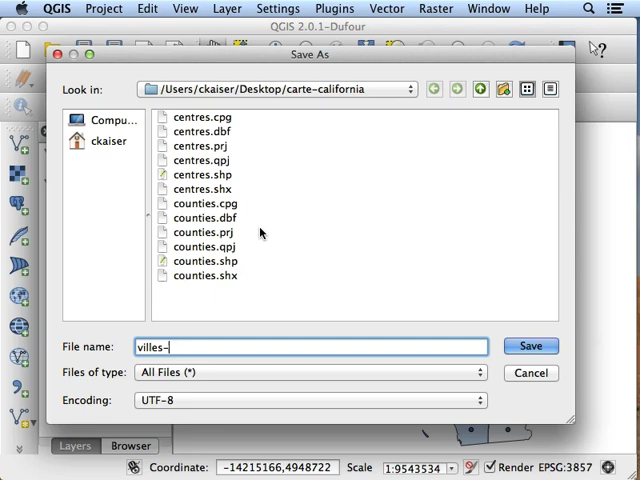 QGIS Project Edit View Layer Settings Plugins Vector Raster Window Help
QGIS 2.0.1-Dufour
Save As
Look in: /Users/ckaiser/Desktop/carte-california
Compu...
ckaiser
centres.cpg
centres.dbf
centres.prj
centres.qpj
centres.shp
centres.shx
counties.cpg
counties.dbf
counties.prj
counties.qpj
counties.shp
counties.shx
File name: villes-
Save
Files of type: All Files (*)
Cancel
Encoding: UTF-8
Layers Browser
Coordinate: -14215166,4948722 Scale 1:9543534 Render EPSG:3857